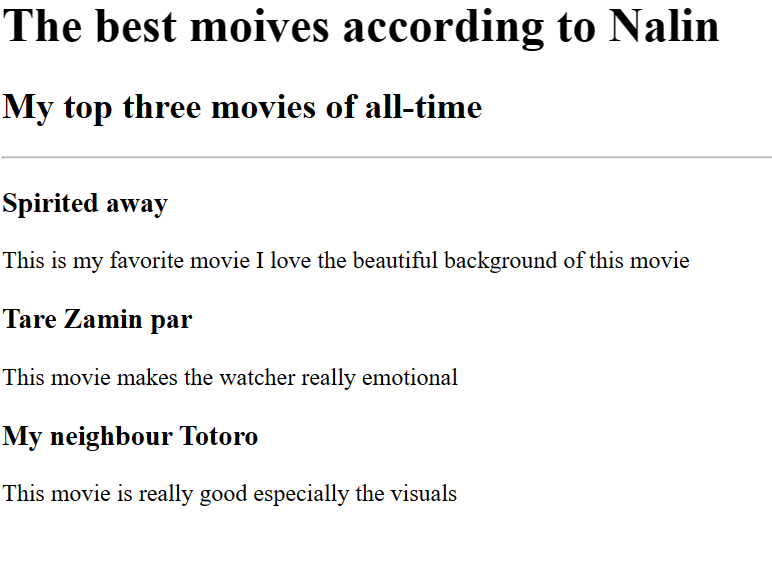 The best moives according to Nalin
My top three movies of all-time
Spirited away
This is my favorite movie I love the beautiful background of this movie
Tare Zamin par
This movie makes the watcher really emotional
My neighbour Totoro
This movie is really good especially the visuals